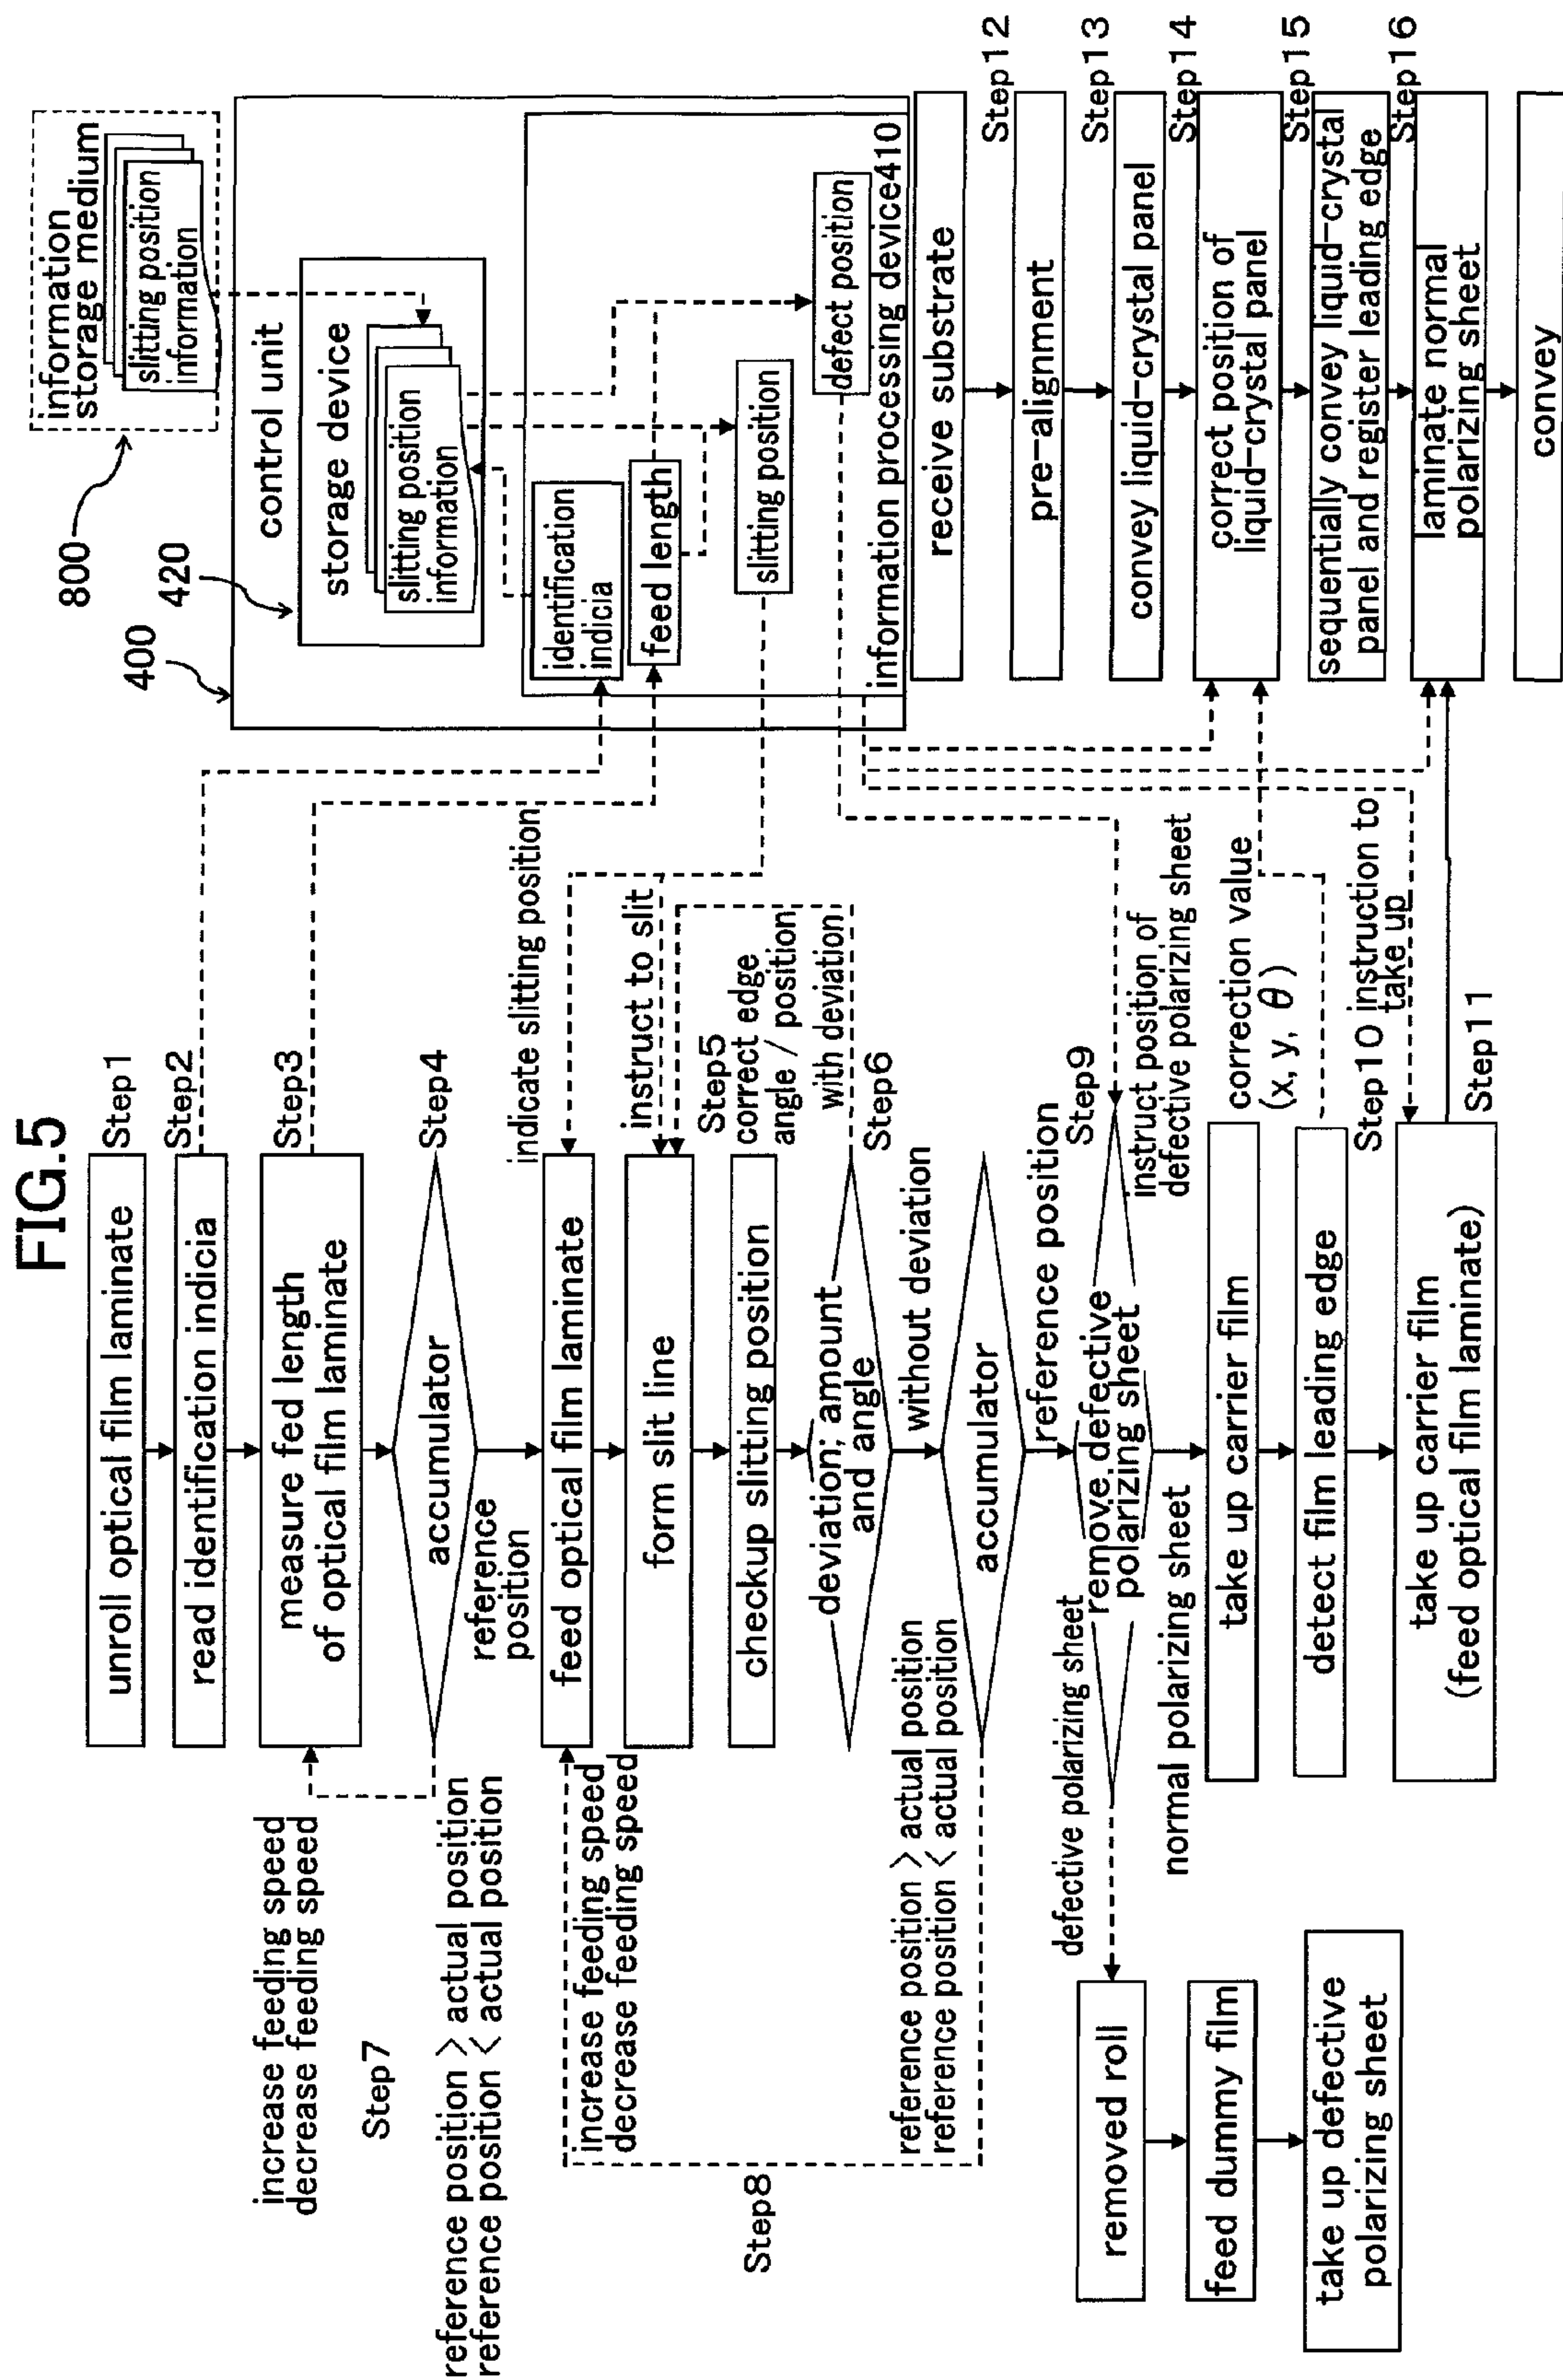 FIG.5
unroll optical film laminate
Step1
read identification indicia
Step2
measure fed length
of optical film laminate
Step3
increase feeding speed
decrease feeding speed
Step7
accumulator
Step4
reference position > actual position
reference position < actual position
reference
position
feed optical film laminate
indicate slitting position
increase feeding speed
decrease feeding speed
Step8
form slit line
instruct to slit
checkup slitting position
Step5
correct edge
angle / position
with deviation
deviation; amount
and angle
Step6
without deviation
accumulator
reference position > actual position
reference position < actual position
reference position
remove defective
polarizing sheet
Step9
instruct position of
defective polarizing sheet
defective polarizing sheet
normal polarizing sheet
removed roll
feed dummy film
take up defective
polarizing sheet
take up carrier film
detect film leading edge
correction value
(x, y, θ)
take up carrier film
(feed optical film laminate)
Step10 instruction to
take up
Step11
800
information
storage medium
slitting position
information
400
420
control unit
storage device
slitting position
information
identification
indicia
feed length
slitting position
defect position
information processing device410
receive substrate
Step12
pre-alignment
Step13
convey liquid-crystal panel
Step14
correct position of
liquid-crystal panel
Step15
sequentially convey liquid-crystal
panel and register leading edge
Step16
laminate normal
polarizing sheet
convey